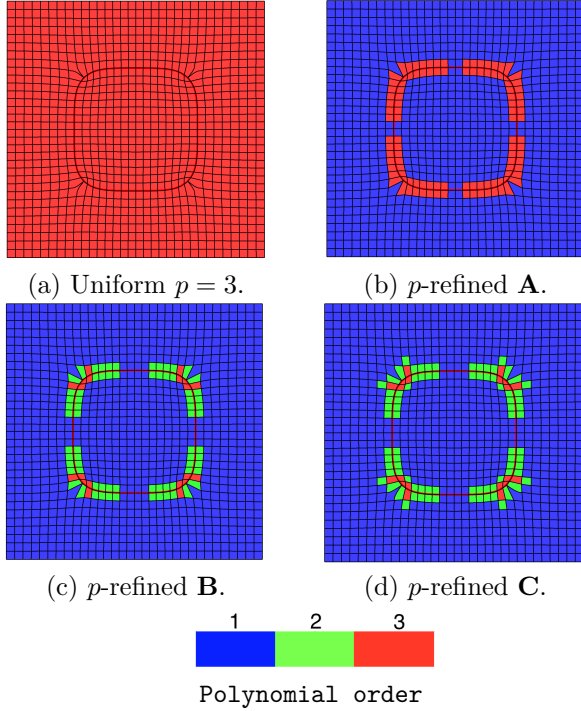 (a) Uniform p = 3.
(b) p-refined A.
(c) p-refined B.
(d) p-refined C.
1 2 3
Polynomial order